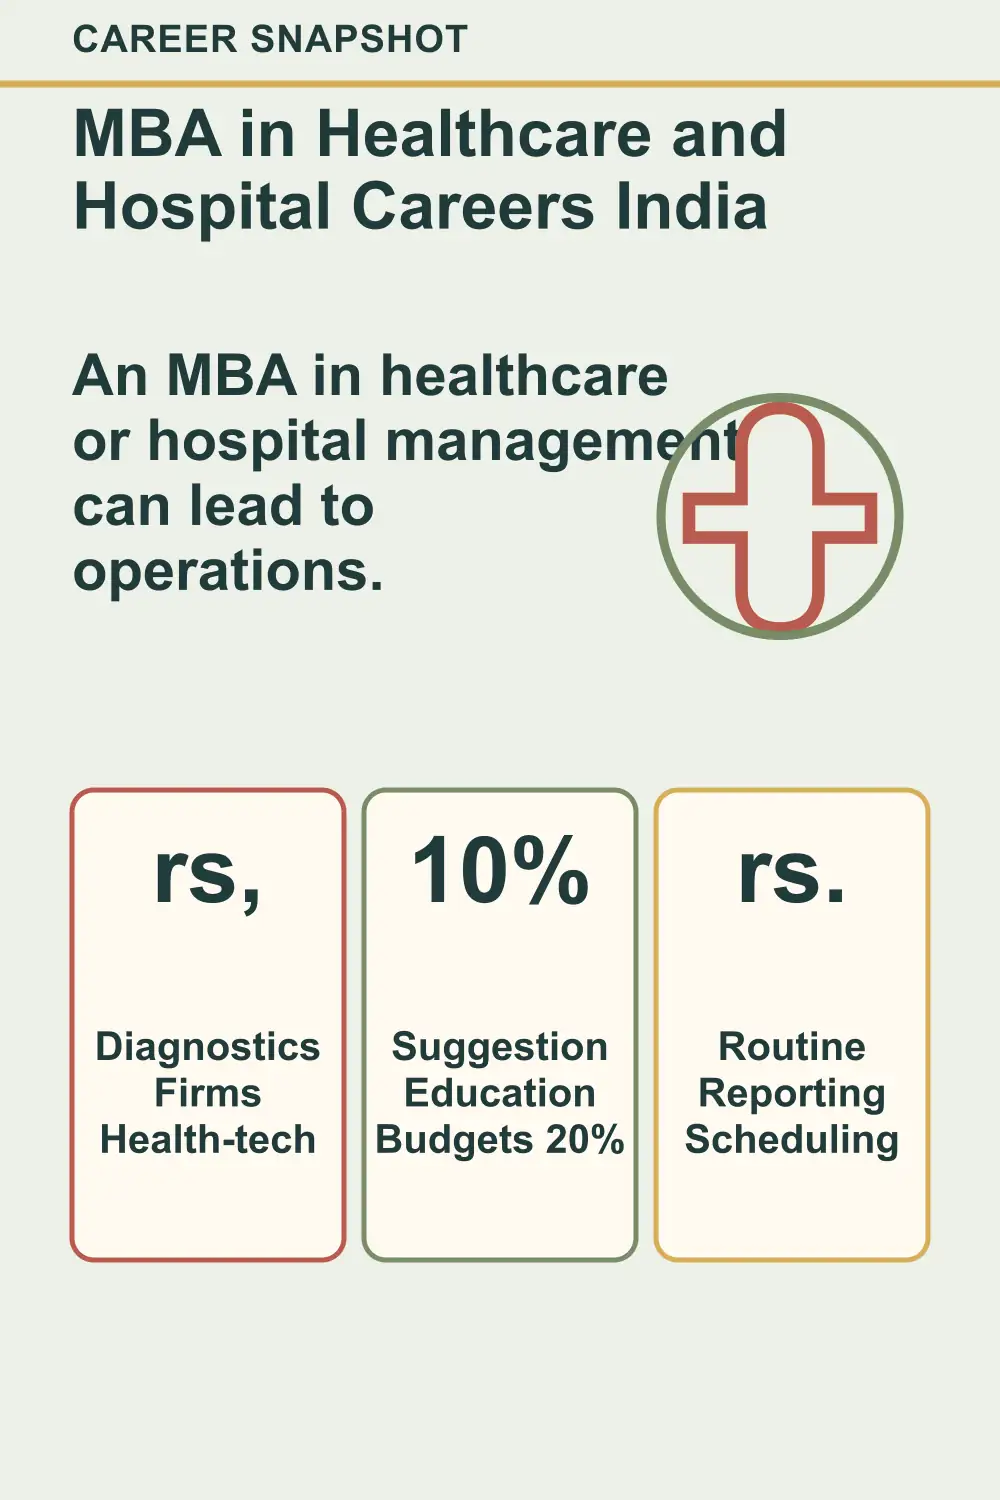 CAREER SNAPSHOT
MBA in Healthcare and
Hospital Careers India
An MBA in healthcare
or hospital management
can lead to
operations.
rs,
Diagnostics
Firms
Health-tech
10%
Suggestion
Education
Budgets 20%
rs.
Routine
Reporting
Scheduling